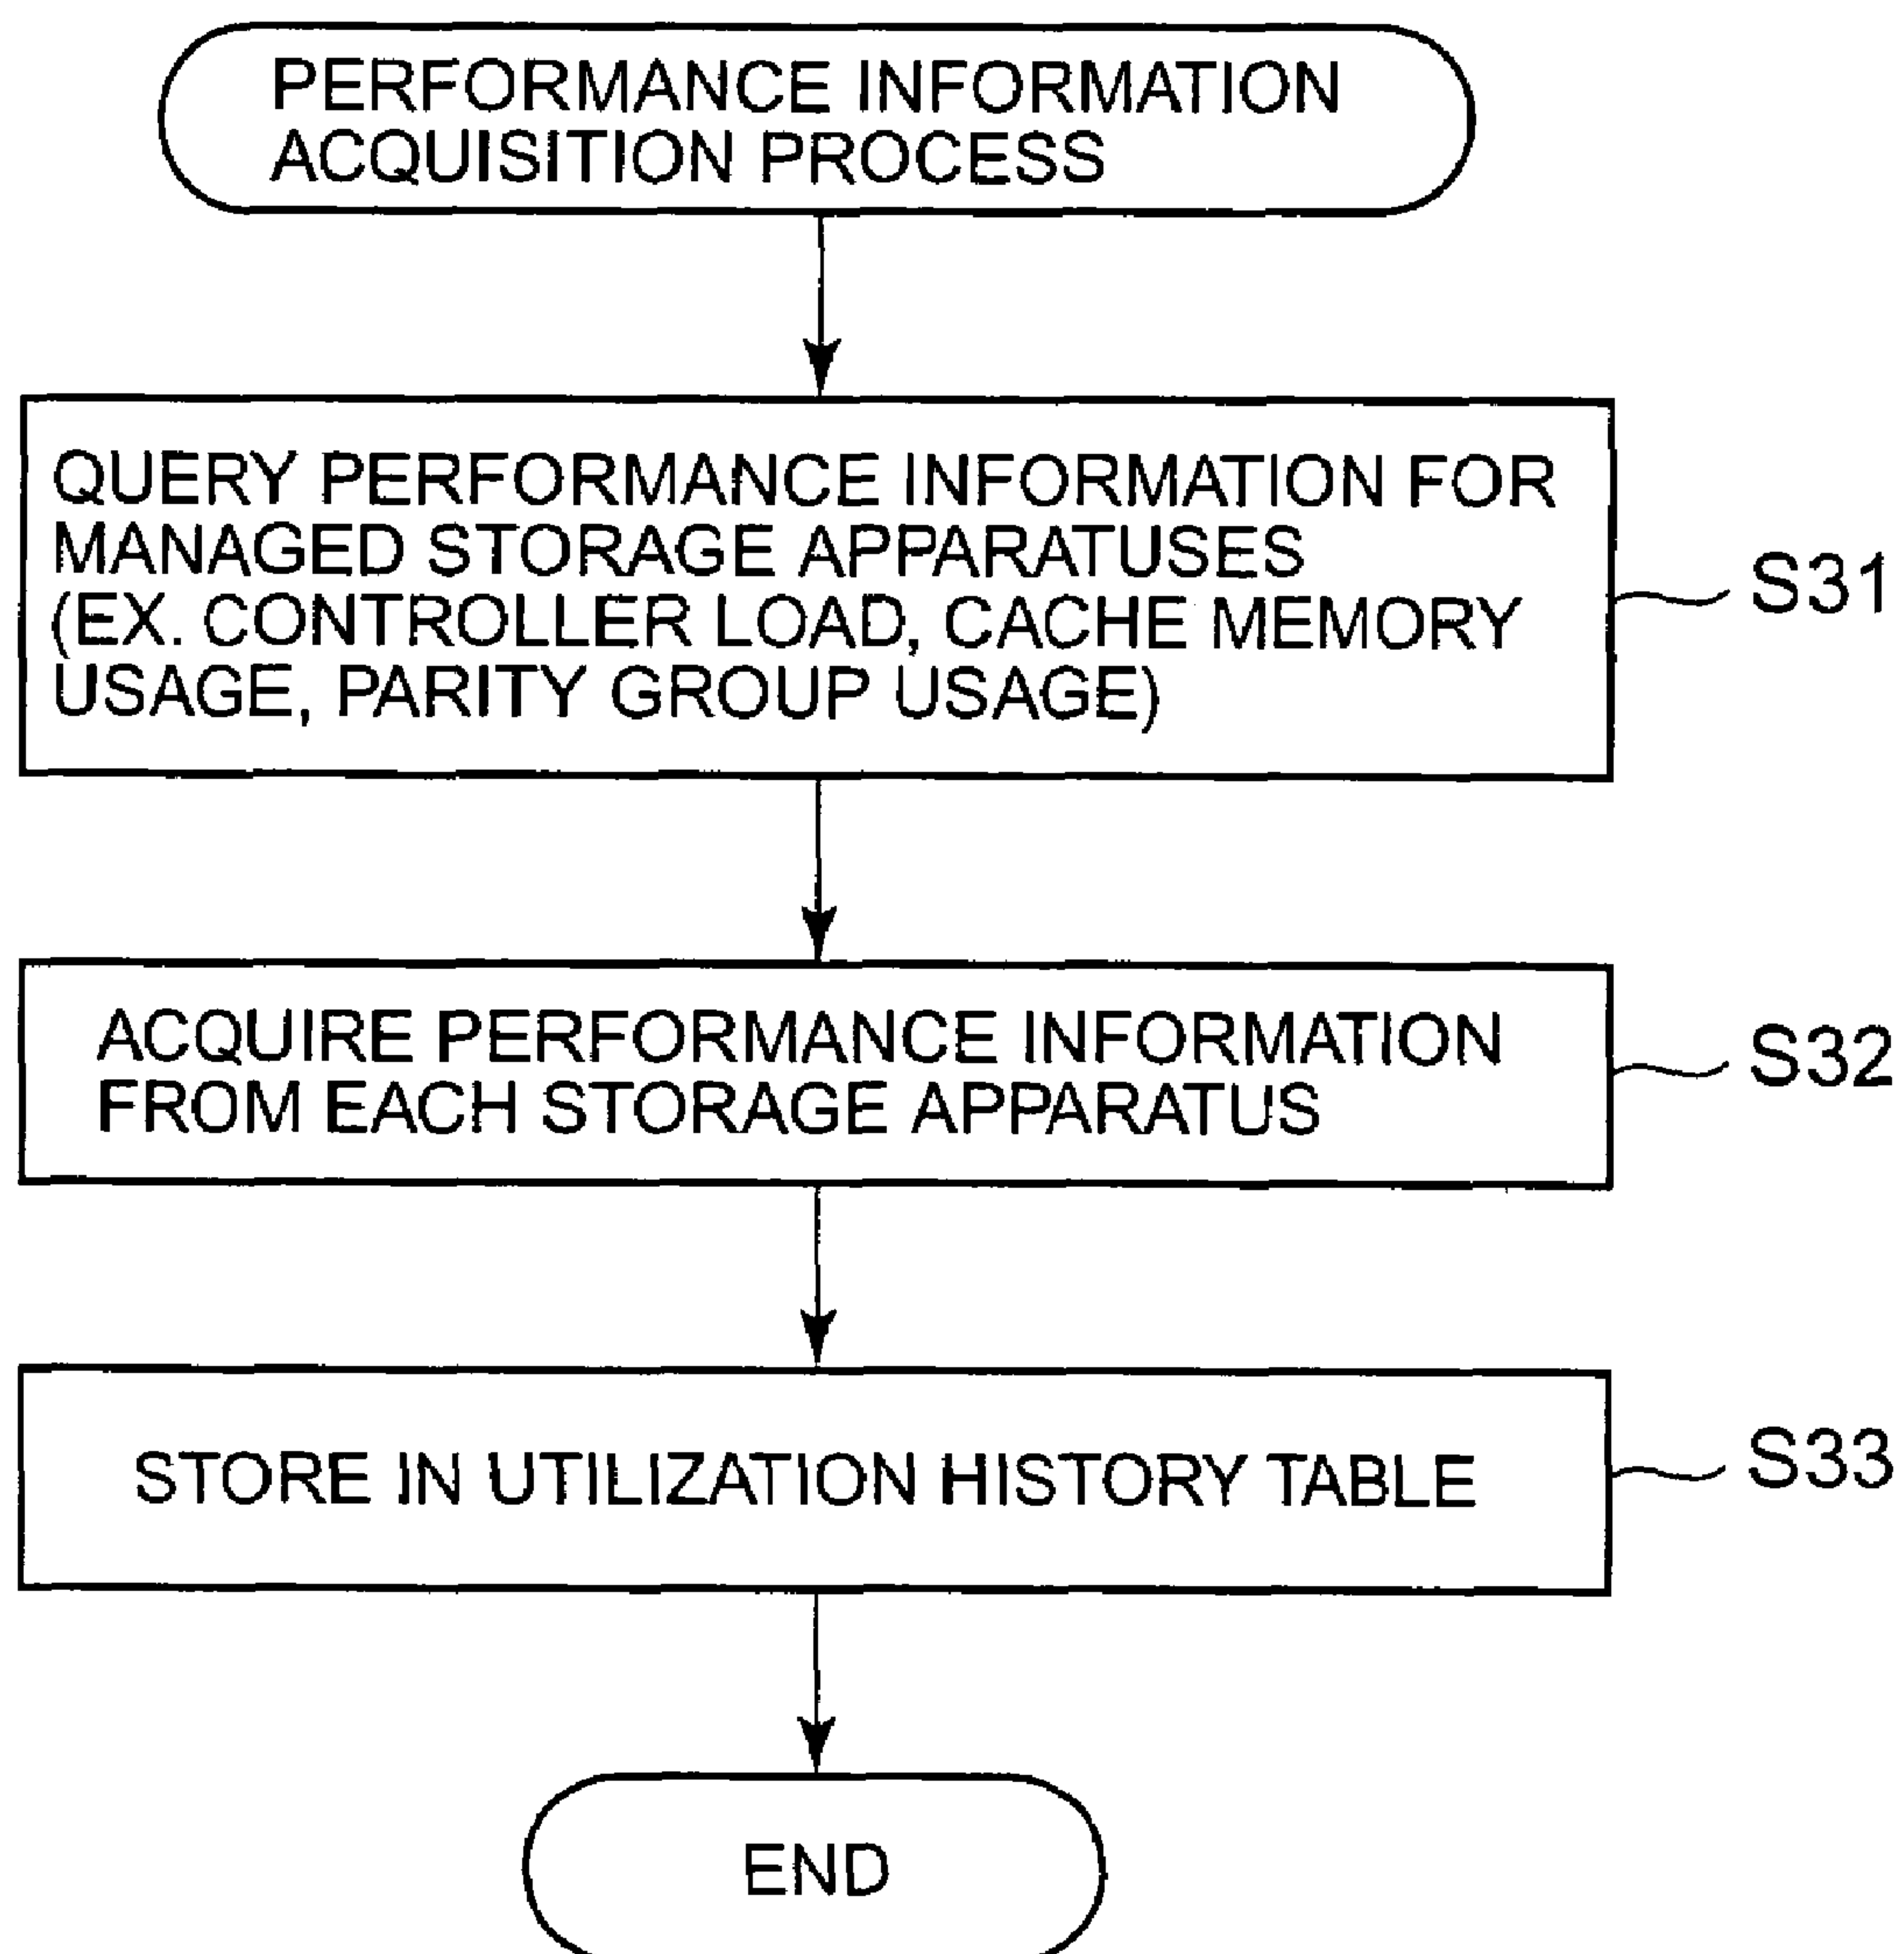 PERFORMANCE INFORMATION
ACQUISITION PROCESS
QUERY PERFORMANCE INFORMATION FOR
MANAGED STORAGE APPARATUSES
(EX. CONTROLLER LOAD, CACHE MEMORY
USAGE, PARITY GROUP USAGE)
S31
ACQUIRE PERFORMANCE INFORMATION
FROM EACH STORAGE APPARATUS
S32
STORE IN UTILIZATION HISTORY TABLE
S33
END